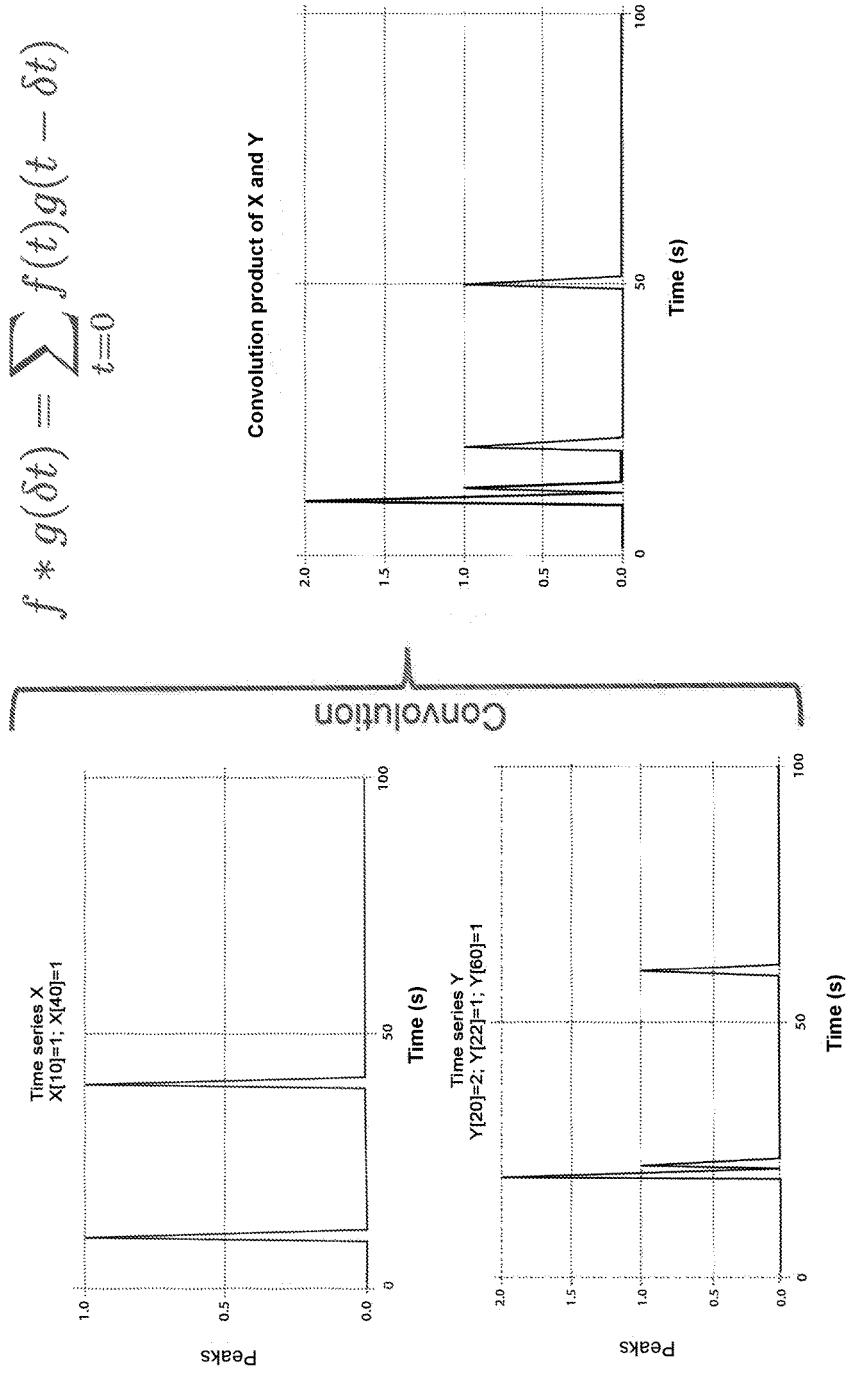 Time series X
X[10]=1; X[40]=1
Peaks
1.0
0.5
0.0
0
50
100
Time (s)
Time series Y
Y[20]=2; Y[22]=1; Y[60]=1
Peaks
2.0
1.5
1.0
0.5
0.0
0
50
100
Time (s)
Convolution
f * g(δt) = ∑ f(t)g(t − δt)
t=0
Convolution product of X and Y
2.0
1.5
1.0
0.5
0.0
0
50
100
Time (s)